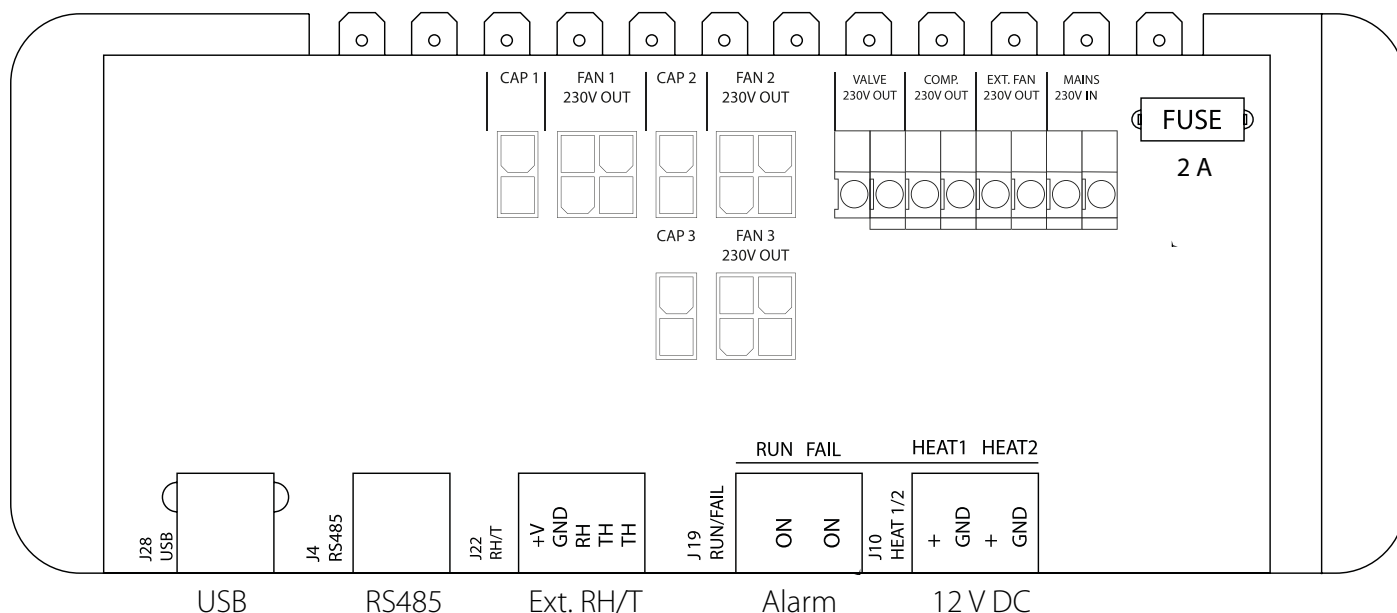 CAP 1
FAN 1
230V OUT
CAP 2
FAN 2
230V OUT
VALVE
230V OUT
COMP.
230V OUT
EXT. FAN
230V OUT
MAINS
230V IN
FUSE
2 A
CAP 3
FAN 3
230V OUT
RUN FAIL
HEAT1 HEAT2
J28
USB
J4
RS485
J22
RH/T
+V
GND
RH
TH
TH
J19
RUN/FAIL
ON
ON
J10
HEAT 1/2
+
GND
+
GND
USB
RS485
Ext. RH/T
Alarm
12 V DC